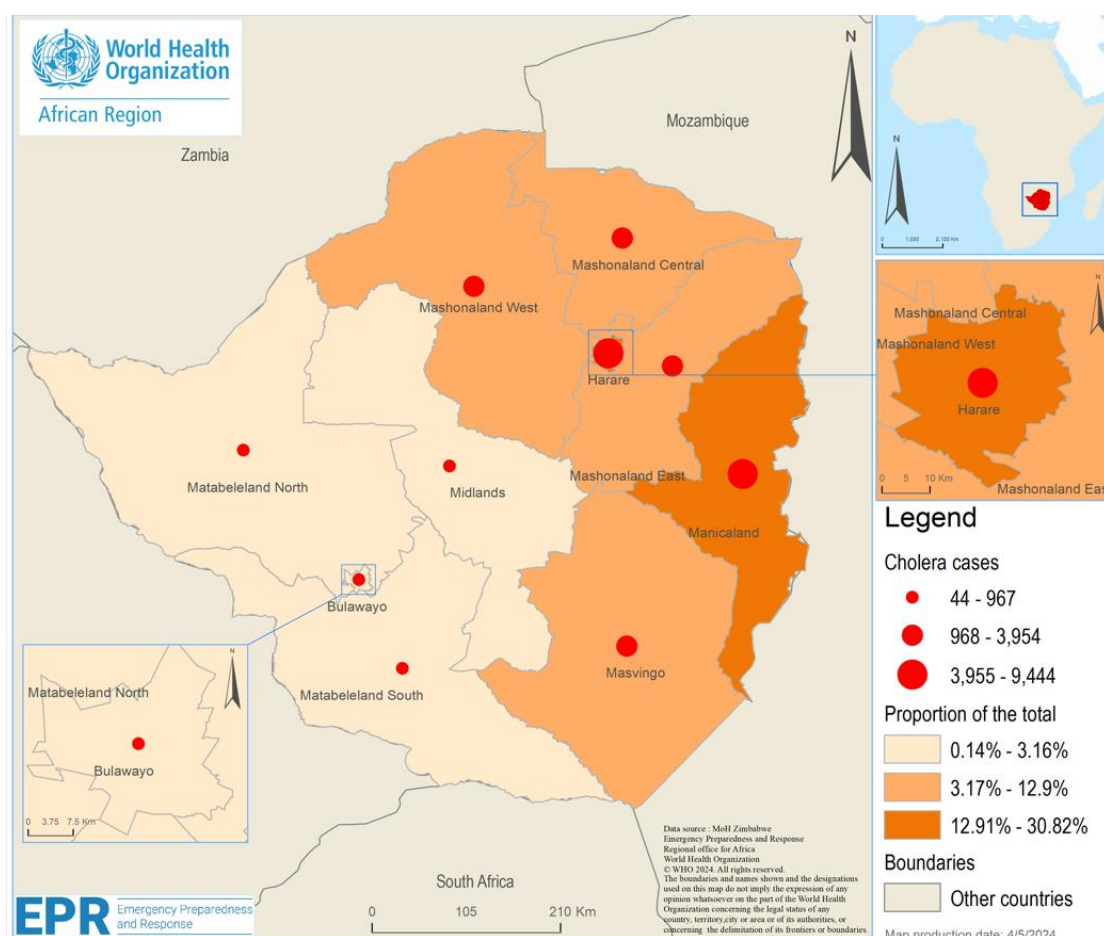 World Health
Organization
African Region
Zambia
Mozambique
N
Mashonaland Central
Mashonaland West
Harare
Mashonaland East
Matabeleland North
Midlands
Manicaland
Bulawayo
Matabeleland South
Masvingo
South Africa
N
Matabeleland North
Bulawayo
0 3.75 7.5 Km
EPR Emergency Preparedness
and Response
0 105 210 Km
Data source : MoH Zimbabwe
Emergency Preparedness and Response
Regional office for Africa
World Health Organization
© WHO 2024. All rights reserved.
The boundaries and names shown and the designations
used on this map do not imply the expression of any
opinion whatsoever on the part of the World Health
Organization concerning the legal status of any
country, territory,city or area or of its authorities, or
concerning the delimitation of its frontiers or boundaries.
N
0 1,050 2,100 Km
N
Mashonaland Central
Mashonaland West
Harare
0 5 10 Km
Mashonaland Eas
Legend
Cholera cases
44 - 967
968 - 3,954
3,955 - 9,444
Proportion of the total
0.14% - 3.16%
3.17% - 12.9%
12.91% - 30.82%
Boundaries
Other countries
Map production date: 4/5/2024